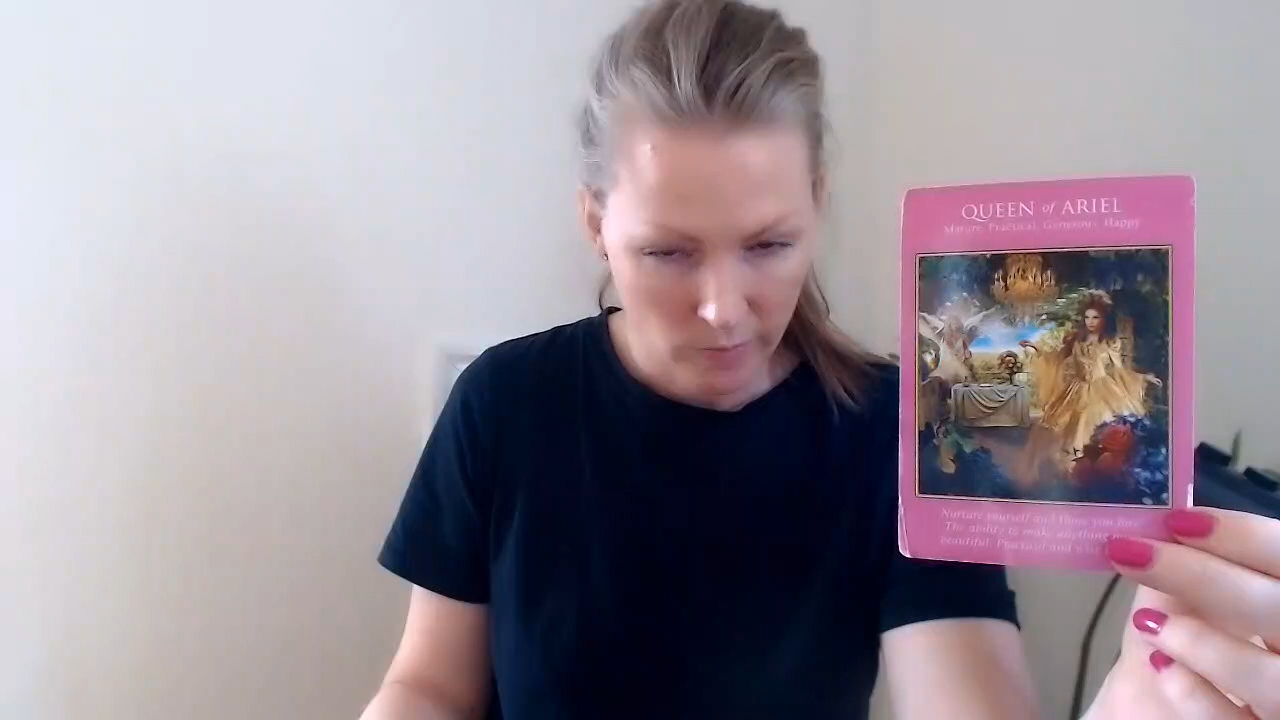 QUEEN of ARIEL
Mature, Practical, Generous, Happy
Nurture yourself and those you love.
The ability to make anything
beautiful. Practical and